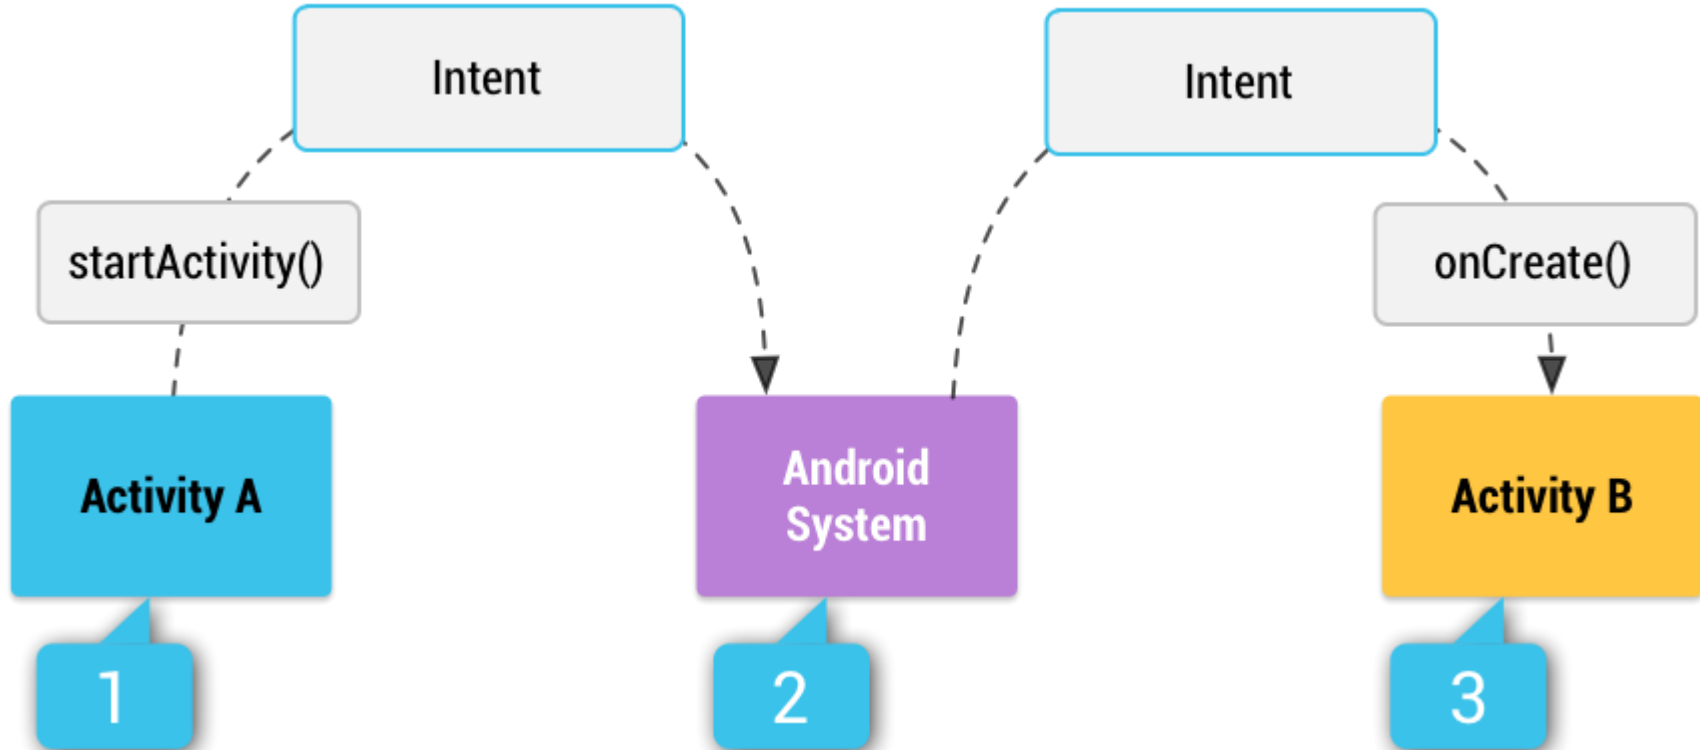 Intent
Intent
startActivity()
onCreate()
Activity A
Android
System
Activity B
1
2
3